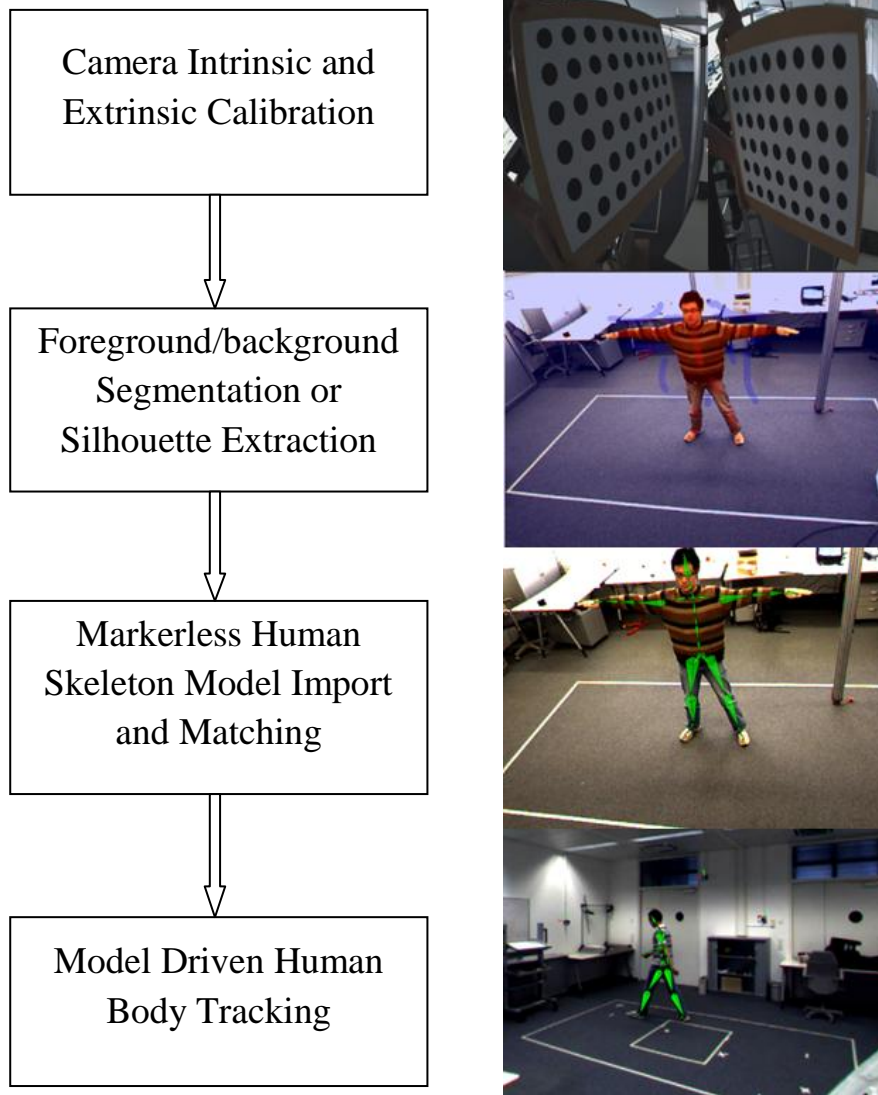 Camera Intrinsic and
Extrinsic Calibration
Foreground/background
Segmentation or
Silhouette Extraction
Markerless Human
Skeleton Model Import
and Matching
Model Driven Human
Body Tracking